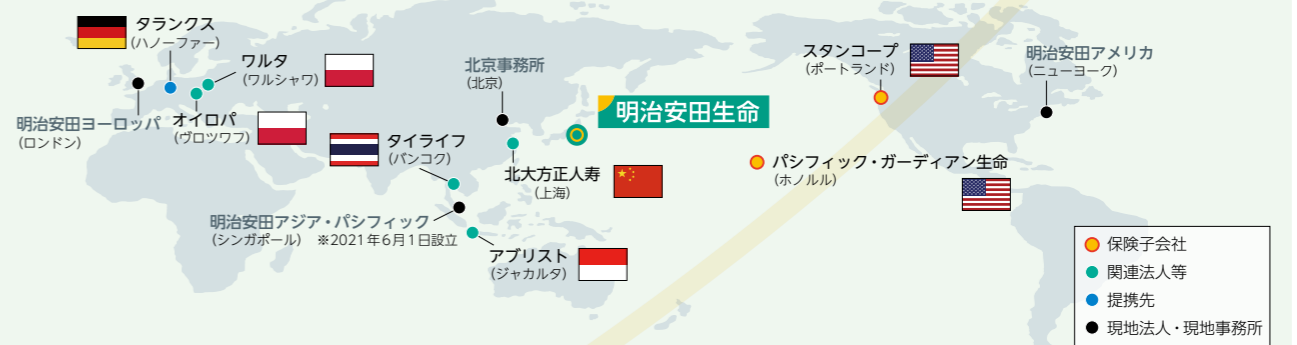 タランクス
(ハノーファー)
ワルタ
(ワルシャワ)
明治安田ヨーロッパ
(ロンドン)
オイロパ
(ヴロツワフ)
北京事務所
(北京)
明治安田生命
タイライフ
(バンコク)
北大方正人寿
(上海)
明治安田アジア・パシフィック
(シンガポール) ※2021年6月1日設立
アブリスト
(ジャカルタ)
スタンコープ
(ポートランド)
明治安田アメリカ
(ニューヨーク)
パシフィック・ガーディアン生命
(ホノルル)
保険子会社
関連法人等
提携先
現地法人・現地事務所